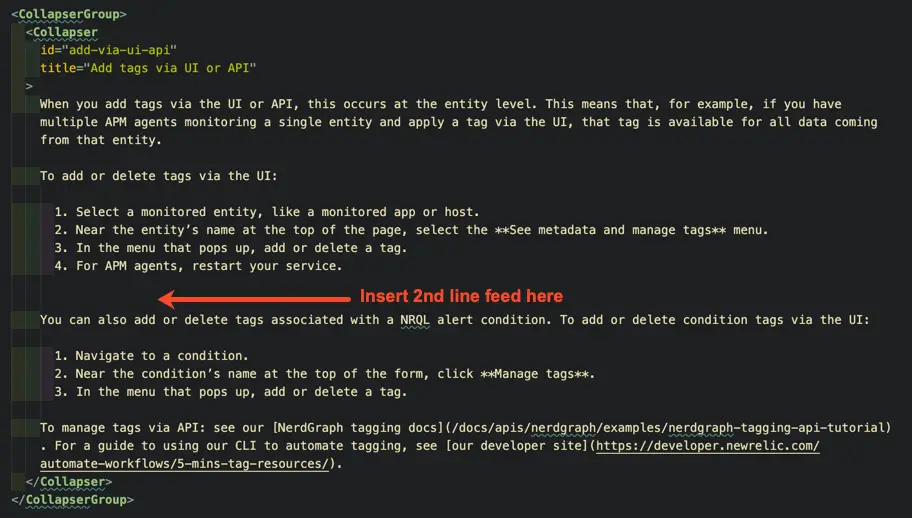 <CollapserGroup>
<Collapser
id="add-via-ui-api"
title="Add tags via UI or API"
>
When you add tags via the UI or API, this occurs at the entity level. This means that, for example, if you have
multiple APM agents monitoring a single entity and apply a tag via the UI, that tag is available for all data coming
from that entity.
To add or delete tags via the UI:
1. Select a monitored entity, like a monitored app or host.
2. Near the entity’s name at the top of the page, select the **See metadata and manage tags** menu.
3. In the menu that pops up, add or delete a tag.
4. For APM agents, restart your service.
Insert 2nd line feed here
You can also add or delete tags associated with a NRQL alert condition. To add or delete condition tags via the UI:
1. Navigate to a condition.
2. Near the condition’s name at the top of the form, click **Manage tags**.
3. In the menu that pops up, add or delete a tag.
To manage tags via API: see our [NerdGraph tagging docs](/docs/apis/nerdgraph/examples/nerdgraph-tagging-api-tutorial)
. For a guide to using our CLI to automate tagging, see [our developer site](https://developer.newrelic.com/
automate-workflows/5-mins-tag-resources/).
</Collapser>
</CollapserGroup>